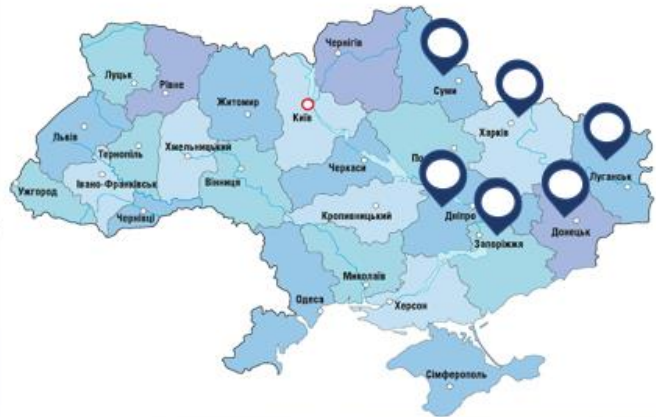 Чернігів
Луцьк
Рівне
Суми
Житомир
Київ
Харків
Львів
Тернопіль
Хмельницький
Черкаси
По
Луганськ
Ужгород
Івано-Франківськ
Вінниця
Чернівці
Кропивницький
Дніпро
Донецьк
Запоріжжя
Миколаїв
Одеса
Херсон
Сімферополь